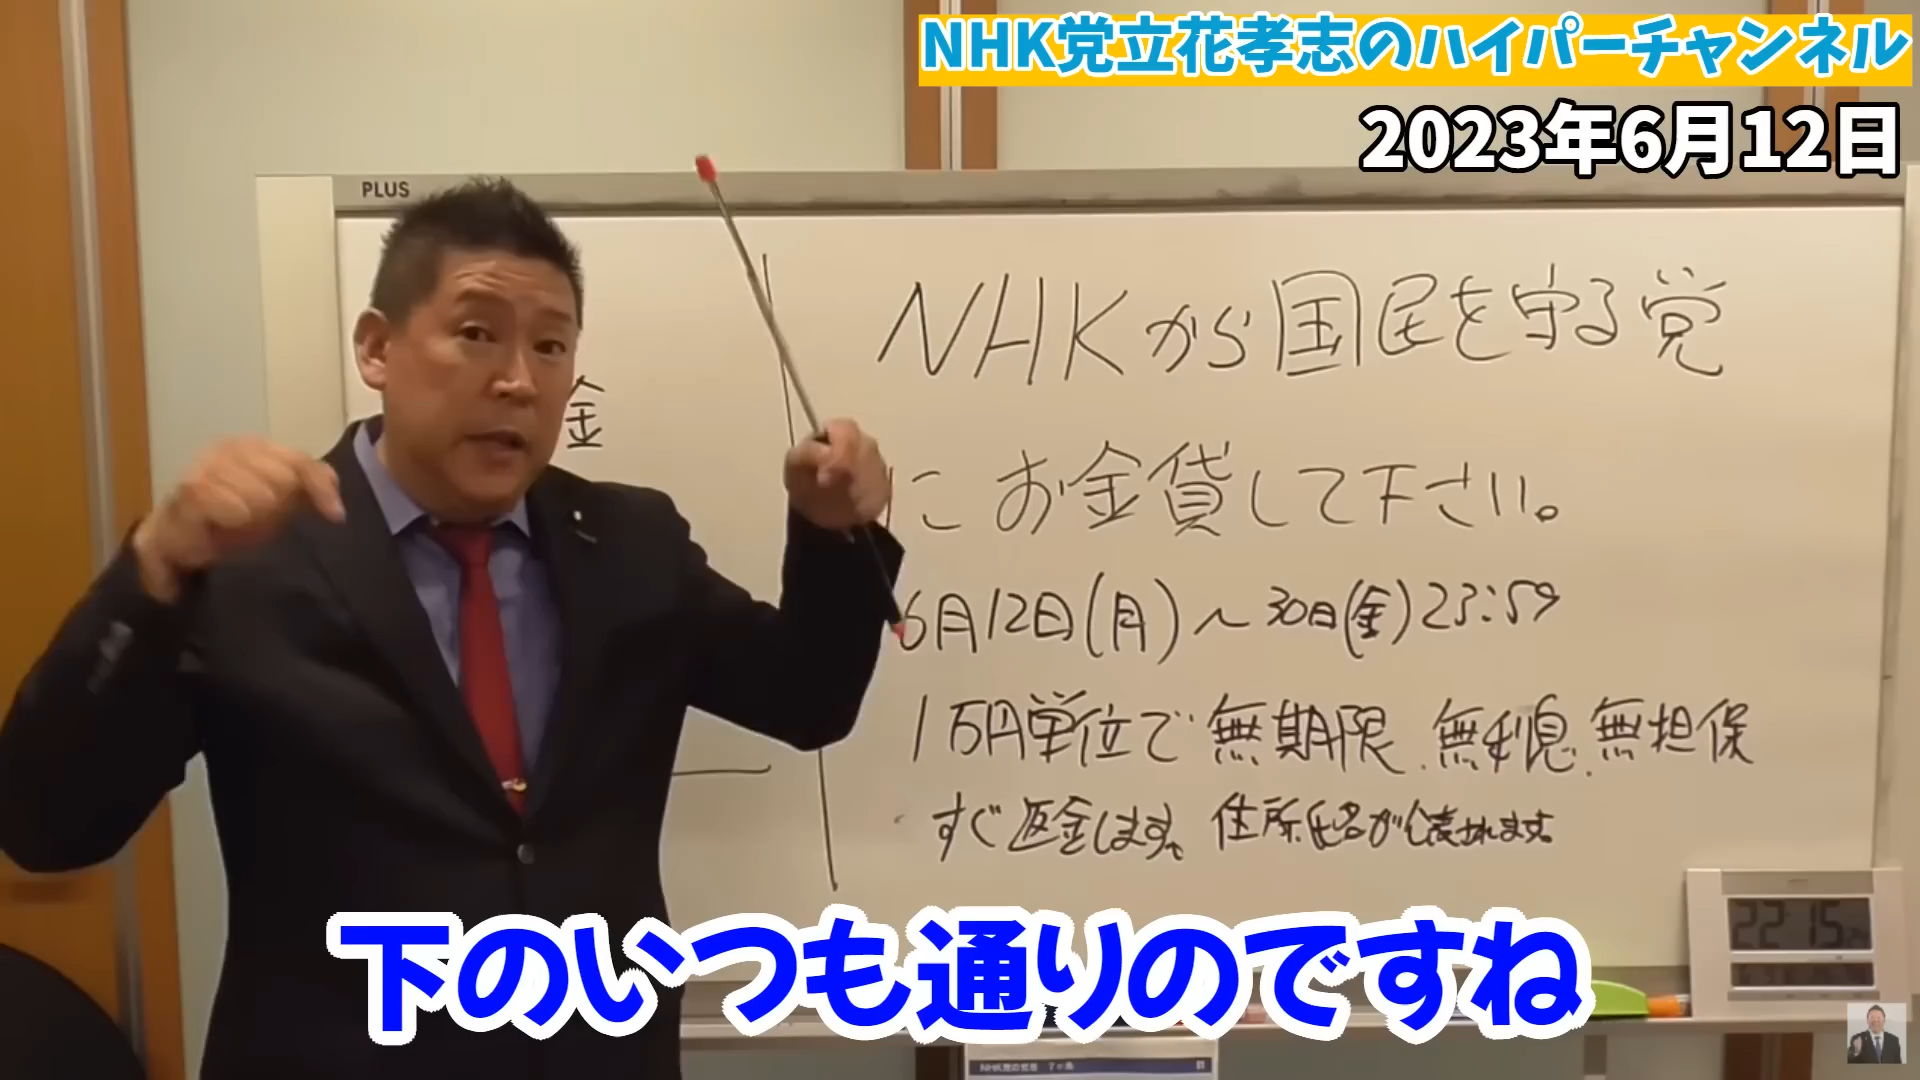 NHK党立花孝志のハイパーチャンネル
2023年6月12日
PLUS
金
NHKから国民を守る党
にお金貸して下さい。
6月12日(月)~30日(金)23:59
1万円単位で無期限、無利息、無担保
すぐ返金します。住所氏名が公表されます。
22:15
下のいつも通りのですね